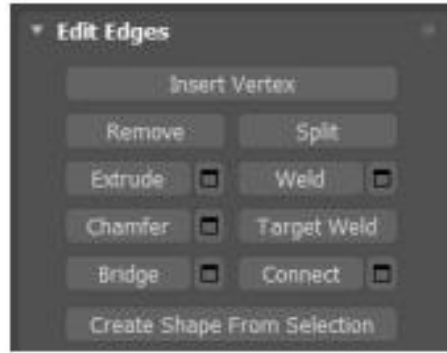 Edit Edges
Insert Vertex
Remove Split
Extrude Weld
Chamfer Target Weld
Bridge Connect
Create Shape From Selection